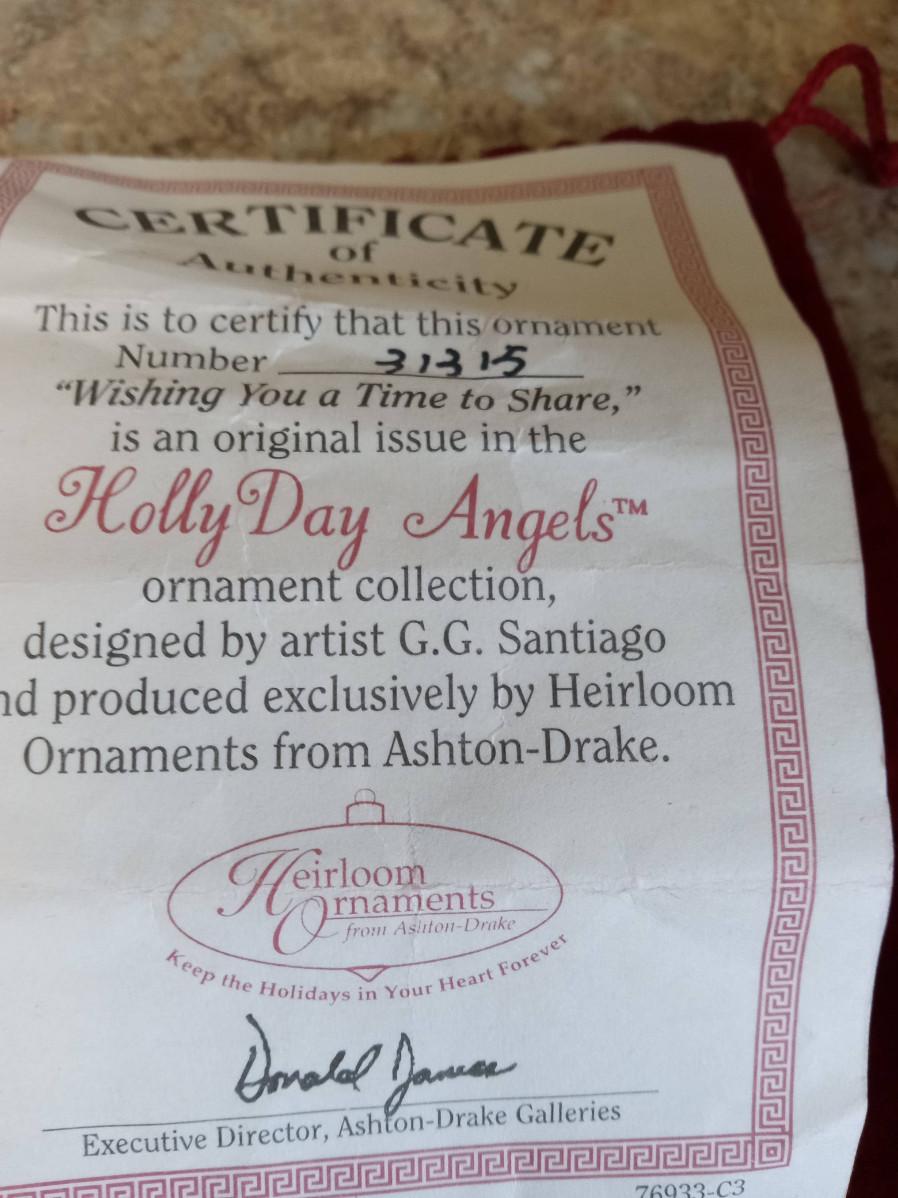 CERTIFICATE
of
Authenticity
This is to certify that this ornament
Number 31315
“Wishing You a Time to Share,”
is an original issue in the
HollyDay Angels™
ornament collection,
designed by artist G.G. Santiago
nd produced exclusively by Heirloom
Ornaments from Ashton-Drake.
Heirloom
Ornaments
from Ashton-Drake
Keep the Holidays in Your Heart Forever
Donald James
Executive Director, Ashton-Drake Galleries
76933-C3